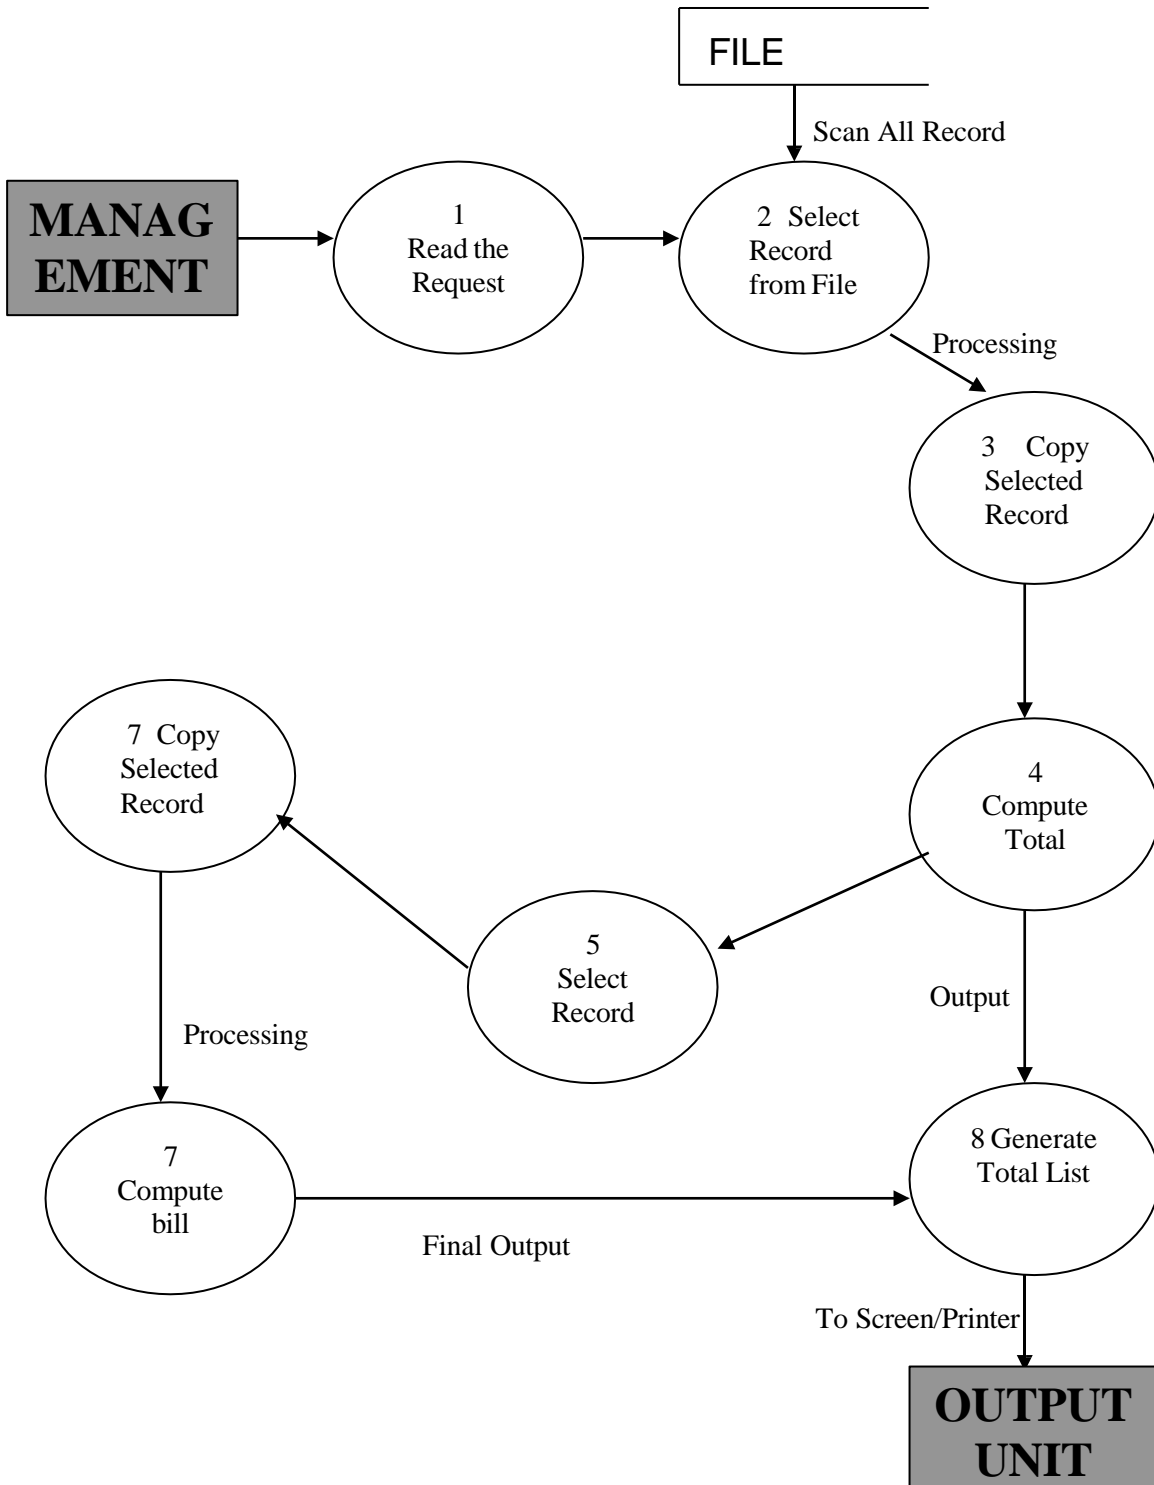 FILE
Scan All Record
MANAG
EMENT
1
Read the
Request
2 Select
Record
from File
Processing
3 Copy
Selected
Record
7 Copy
Selected
Record
4
Compute
Total
5
Select
Record
Output
Processing
7
Compute
bill
8 Generate
Total List
Final Output
To Screen/Printer
OUTPUT
UNIT